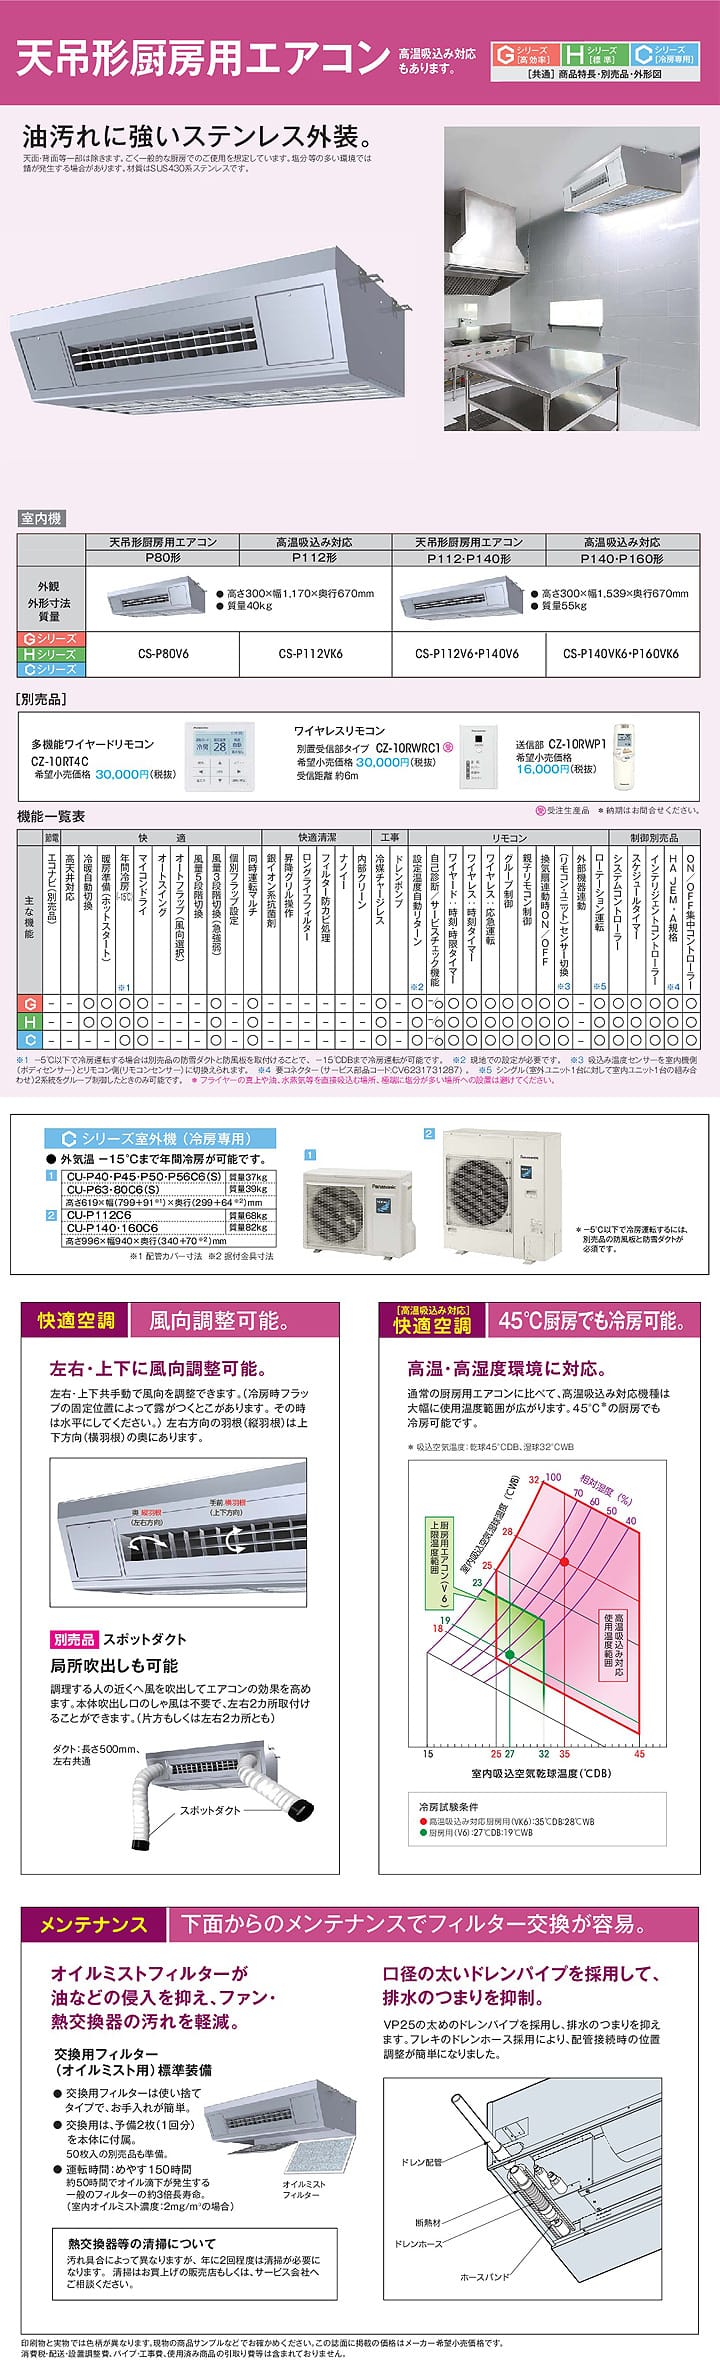 天吊形厨房用エアコン 高温吸込み対応
もあります。
Gシリーズ[高効率] Hシリーズ[標準] Cシリーズ[冷房専用]
[共通] 商品特長・別売品・外形図
油汚れに強いステンレス外装。
天面・背面等一部は除きます。ごく一般的な厨房でのご使用を想定しています。塩分等の多い環境では
錆が発生する場合があります。材質はSUS430系ステンレスです。
室内機
天吊形厨房用エアコン 高温吸込み対応 天吊形厨房用エアコン 高温吸込み対応
P80形 P112形 P112・P140形 P140・P160形
外観
外形寸法
質量
● 高さ300×幅1,170×奥行670mm
● 質量40kg
● 高さ300×幅1,539×奥行670mm
● 質量55kg
Gシリーズ
Hシリーズ
Cシリーズ
CS-P80V6 CS-P112VK6 CS-P112V6・P140V6 CS-P140VK6・P160VK6
[別売品]
多機能ワイヤードリモコン
CZ-10RT4C
希望小売価格 30,000円(税抜)
ワイヤレスリモコン
別置受信部タイプ CZ-10RWRC1 受
希望小売価格 30,000円(税抜)
受信距離 約6m
送信部 CZ-10RWP1
希望小売価格
16,000円(税抜)
受 受注生産品 ＊納期はお問合せください。
機能一覧表
節電 快適 快適清潔 工事 リモコン 制御別売品
主な機能
エコナビ(別売品)
高天井対応
冷暖自動切換
暖房準備(ホットスタート)
年間冷房(-15℃) ※1
マイコンドライ
オートスイング
オートフラップ(風向選択)
風量5段階切換
風量3段階切換(急強弱)
個別フラップ設定
同時運転マルチ
銀イオン系抗菌剤
昇降グリル操作
ロングライフフィルター
フィルター防カビ処理
ナノイー
内部クリーン
冷媒チャージレス
ドレンポンプ
設定温度自動リターン ※2
自己診断/サービスチェック機能
ワイヤード:時刻・時限タイマー
ワイヤレス:時刻タイマー
ワイヤレス:応急運転
グループ制御
親子リモコン制御
換気扇連動時ON/OFF
(リモコン・ユニット)センサー切換 ※3
外部機器連動
ローテーション運転 ※5
システムコントローラー
スケジュールタイマー
インテリジェントコントローラー
HA JEM-A規格 ※4
ON/OFF集中コントローラー
G − − ○ ○ ○ ○ − − − ○ − ○ − − − − − − ○ − ○ −/○ ○ ○ ○ ○ ○ ○ ○ − ○ ○ ○ ○ ○ ○
H − − ○ ○ ○ ○ − − − ○ − ○ − − − − − − ○ − ○ −/○ ○ ○ ○ ○ ○ ○ ○ − ○ ○ ○ ○ ○ ○
C − − − − ○ ○ − − − ○ − ○ − − − − − − ○ − ○ −/○ ○ ○ ○ ○ ○ ○ ○ − ○ ○ ○ ○ ○ ○
※1 −5℃以下で冷房運転する場合は別売品の防雪ダクトと防風板を取付けることで、−15℃DBまで冷房運転が可能です。 ※2 現地での設定が必要です。 ※3 吸込み温度センサーを室内機側
(ボディセンサー)とリモコン側(リモコンセンサー)に切換えられます。 ※4 要コネクター(サービス部品コード:CV6231731287)。 ※5 シングル(室外ユニット1台に対して室内ユニット1台の組み合
わせ)2系統をグループ制御したときのみ可能です。 ＊フライヤーの真上や油、水蒸気等を直接吸込む場所、極端に塩分が多い場所への設置は避けてください。
Cシリーズ室外機(冷房専用)
● 外気温 −15℃まで年間冷房が可能です。
1 CU-P40・P45・P50・P56C6(S) 質量37kg
CU-P63・80C6(S) 質量39kg
高さ619×幅(799+91※1)×奥行(299+64※2)mm
2 CU-P112C6 質量68kg
CU-P140・160C6 質量82kg
高さ996×幅940×奥行(340+70※2)mm
※1 配管カバー寸法 ※2 据付金具寸法
1
Panasonic
2
Panasonic
＊−5℃以下で冷房運転するには、
別売品の防風板と防雪ダクトが
必須です。
快適空調 風向調整可能。
左右・上下に風向調整可能。
左右・上下共手動で風向を調整できます。(冷房時フラッ
プの固定位置によって露がつくとこがあります。 その時
は水平にしてください。) 左右方向の羽根(縦羽根)は上
下方向(横羽根)の奥にあります。
奥 縦羽根
(左右方向)
手前 横羽根
(上下方向)
別売品 スポットダクト
局所吹出しも可能
調理する人の近くへ風を吹出してエアコンの効果を高め
ます。本体吹出し口のしゃ風は不要で、左右2カ所取付け
ることができます。(片方もしくは左右2カ所とも)
ダクト:長さ500mm、
左右共通
スポットダクト
[高温吸込み対応]
快適空調 45℃厨房でも冷房可能。
高温・高湿度環境に対応。
通常の厨房用エアコンに比べて、高温吸込み対応機種は
大幅に使用温度範囲が広がります。45℃＊の厨房でも
冷房可能です。
＊ 吸込空気温度:乾球45℃DB、湿球32℃WB
室内吸込空気湿球温度(℃WB)
32 100 相対湿度(%)
70 60 50 40
28
25
23
19
18
厨房用エアコン(V6)
上限温度範囲
高温吸込み対応
使用温度範囲
15 25 27 32 35 45
室内吸込空気乾球温度(℃DB)
冷房試験条件
● 高温吸込み対応厨房用(VK6):35℃DB:28℃WB
● 厨房用(V6):27℃DB:19℃WB
メンテナンス 下面からのメンテナンスでフィルター交換が容易。
オイルミストフィルターが
油などの侵入を抑え、ファン・
熱交換器の汚れを軽減。
交換用フィルター
(オイルミスト用)標準装備
● 交換用フィルターは使い捨て
タイプで、お手入れが簡単。
● 交換用は、予備2枚(1回分)
を本体に付属。
50枚入の別売品も準備。
● 運転時間:めやす150時間
約50時間でオイル滴下が発生する
一般のフィルターの約3倍長寿命。
(室内オイルミスト濃度:2mg/m³の場合)
オイルミスト
フィルター
熱交換器等の清掃について
汚れ具合によって異なりますが、年に2回程度は清掃が必要に
なります。 清掃はお買上げの販売店もしくは、サービス会社へ
ご相談ください。
口径の太いドレンパイプを採用して、
排水のつまりを抑制。
VP25の太めのドレンパイプを採用し、排水のつまりを抑え
ます。フレキのドレンホース採用により、配管接続時の位置
調整が簡単になりました。
ドレン配管
断熱材
ドレンホース
ホースバンド
印刷物と実物では色柄が異なります。現物の商品サンプルなどでお確かめください。この誌面に掲載の価格はメーカー希望小売価格です。
消費税・配送・設置調整費、パイプ・工事費、使用済み商品の引取り費等は含まれておりません。